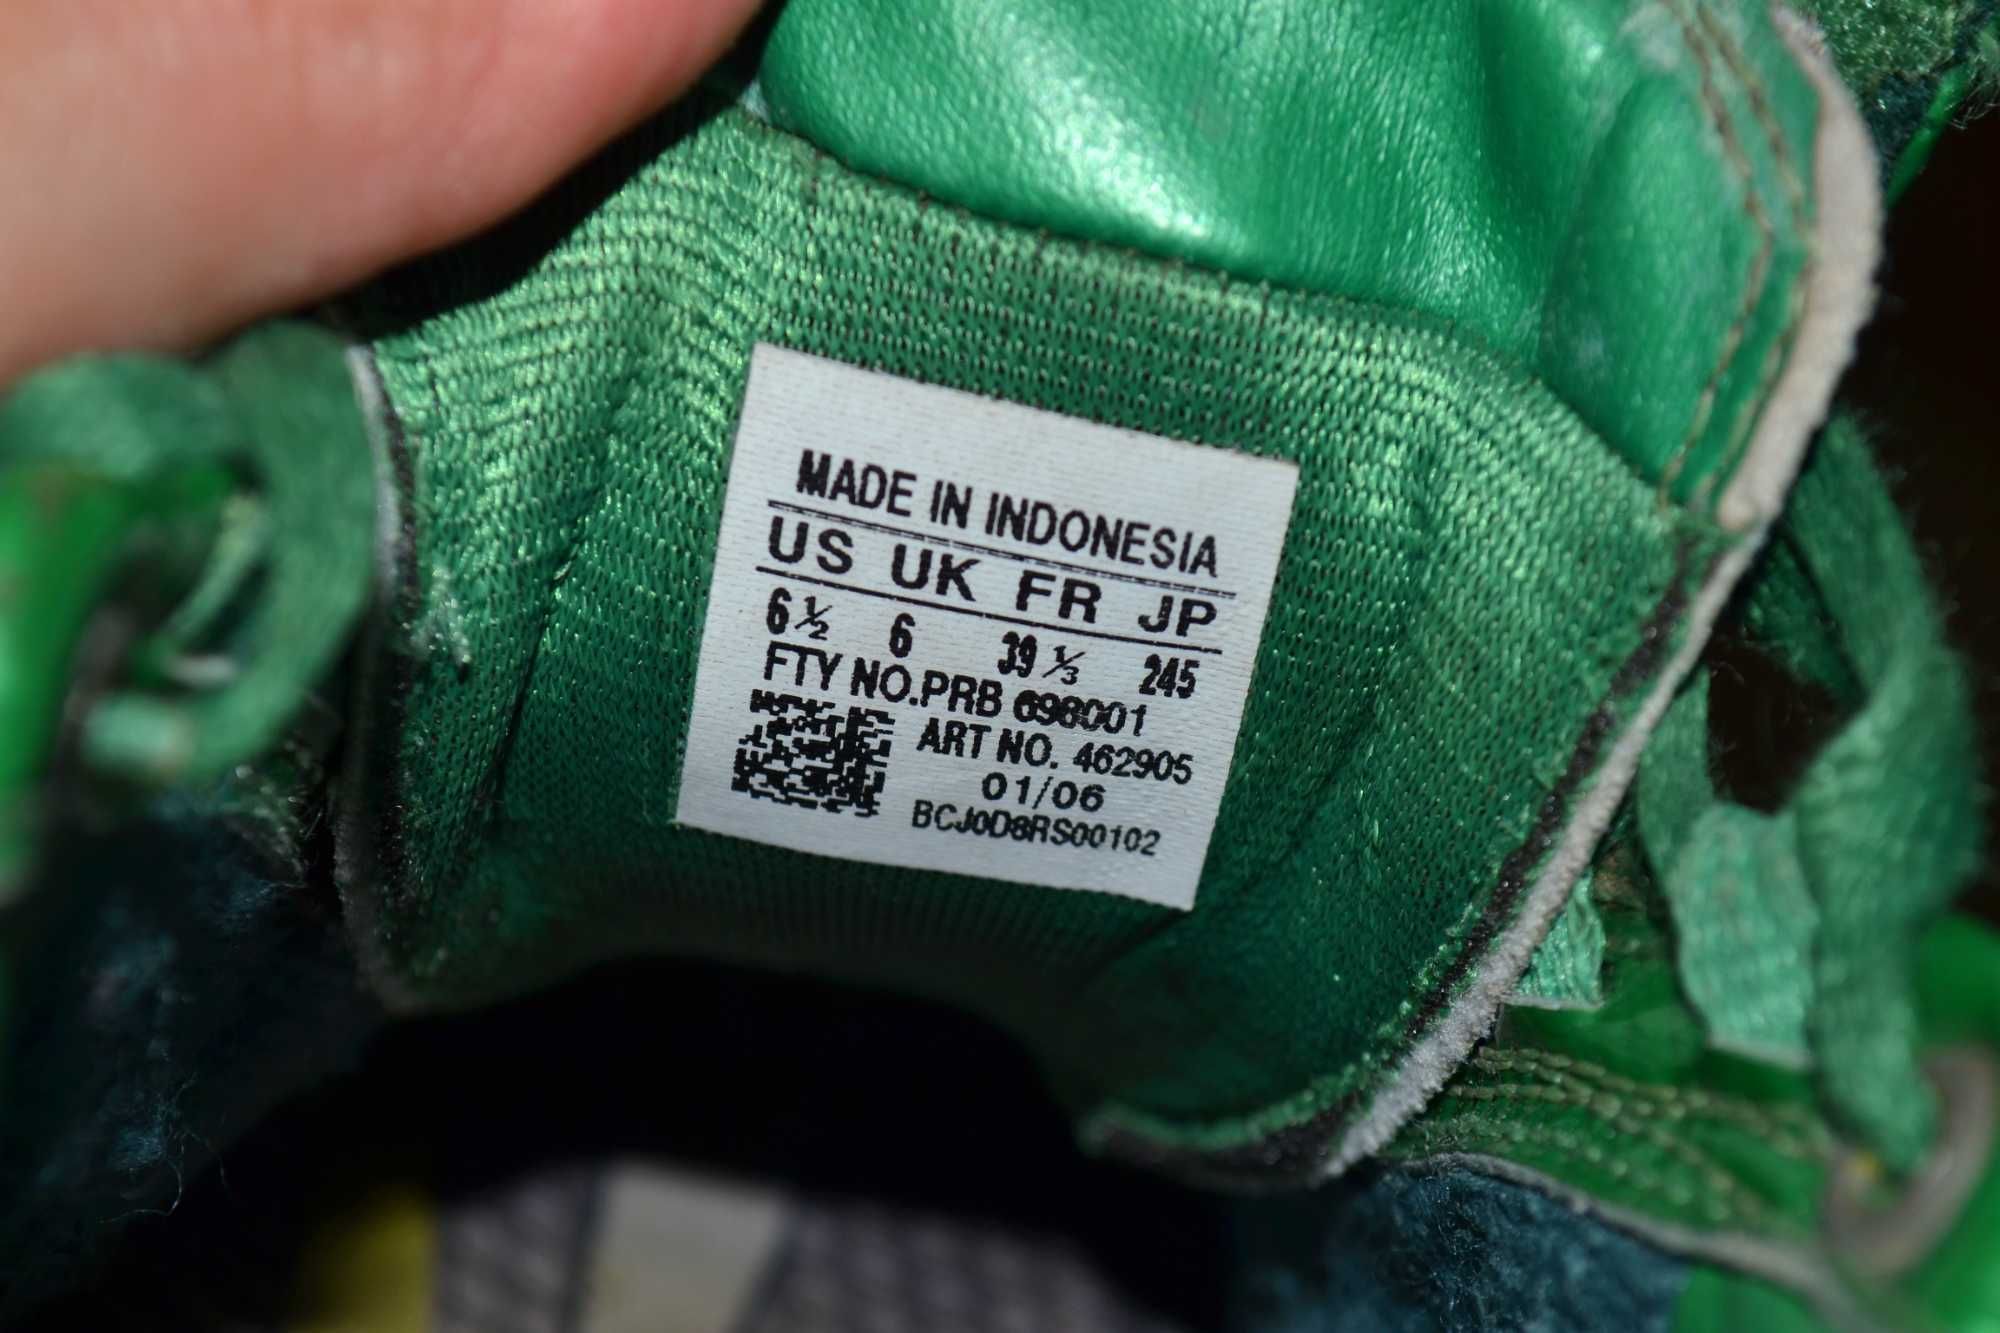 MADE IN INDONESIA
US UK FR JP
6½ 6 39⅓ 245
FTY NO.PRB 698001
ART NO. 462905
01/06
BCJ0D8RS00102